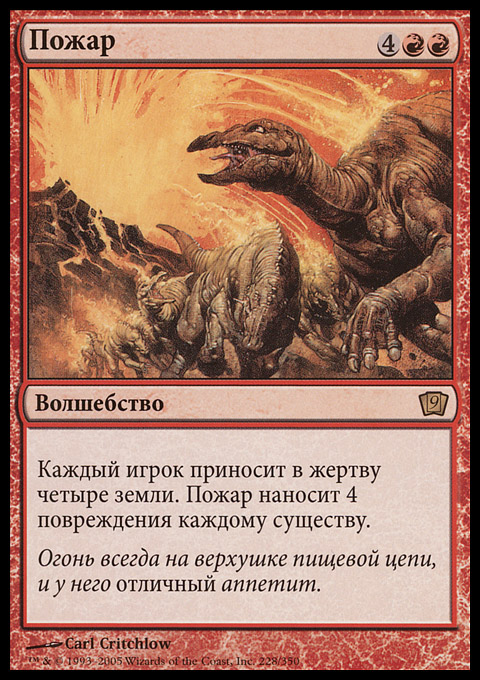 Пожар
4
Волшебство
9
Каждый игрок приносит в жертву
четыре земли. Пожар наносит 4
повреждения каждому существу.
Огонь всегда на верхушке пищевой цепи,
и у него отличный аппетит.
Carl Critchlow
™ & © 1993–2005 Wizards of the Coast, Inc. 228/350